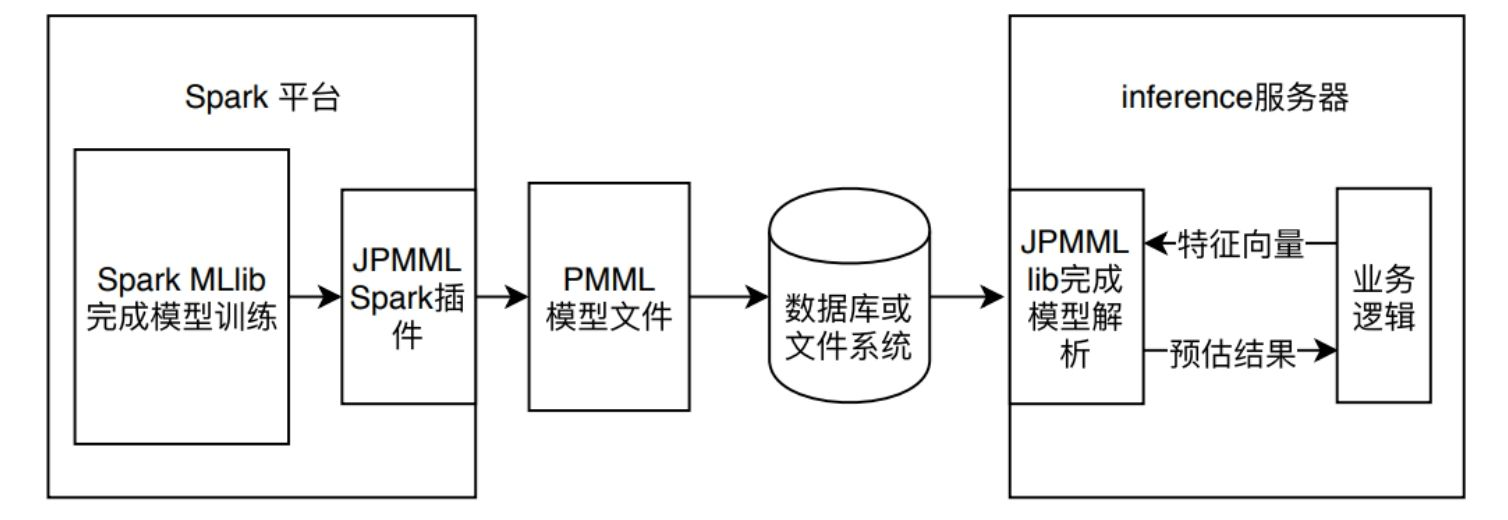 Spark 平台
Spark MLlib
完成模型训练
JPMML
Spark插
件
PMML
模型文件
数据库或
文件系统
inference服务器
JPMML
lib完成
模型解
析
特征向量
预估结果
业务
逻辑